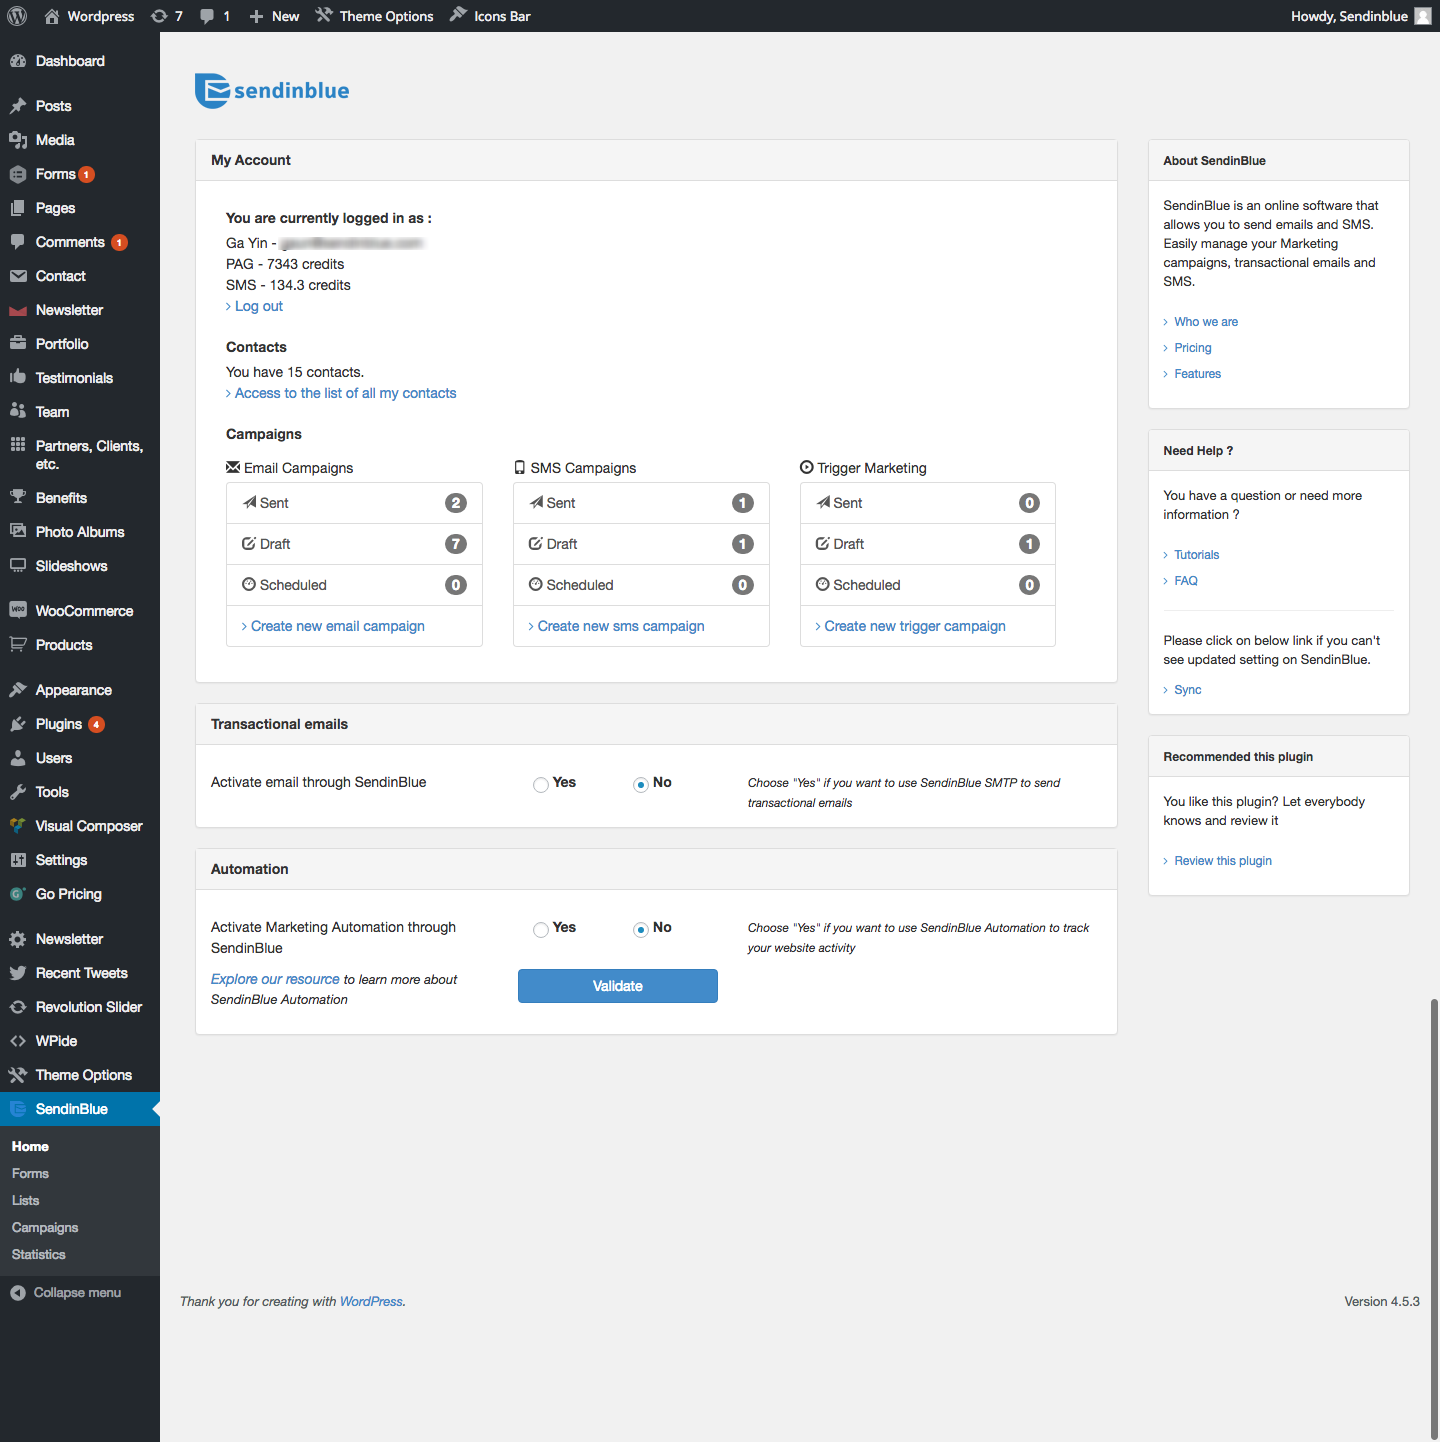 Wordpress
7
1
New
Theme Options
Icons Bar
Howdy, Sendinblue
Dashboard
Posts
Media
Forms 1
Pages
Comments 1
Contact
Newsletter
Portfolio
Testimonials
Team
Partners, Clients,
etc.
Benefits
Photo Albums
Slideshows
WooCommerce
Products
Appearance
Plugins 4
Users
Tools
Visual Composer
Settings
Go Pricing
Newsletter
Recent Tweets
Revolution Slider
WPide
Theme Options
SendinBlue
Home
Forms
Lists
Campaigns
Statistics
Collapse menu
sendinblue
My Account
You are currently logged in as :
Ga Yin -
PAG - 7343 credits
SMS - 134.3 credits
> Log out
Contacts
You have 15 contacts.
> Access to the list of all my contacts
Campaigns
Email Campaigns
Sent 2
Draft 7
Scheduled 0
> Create new email campaign
SMS Campaigns
Sent 1
Draft 1
Scheduled 0
> Create new sms campaign
Trigger Marketing
Sent 0
Draft 1
Scheduled 0
> Create new trigger campaign
Transactional emails
Activate email through SendinBlue
Yes
No
Choose "Yes" if you want to use SendinBlue SMTP to send
transactional emails
Automation
Activate Marketing Automation through
SendinBlue
Yes
No
Choose "Yes" if you want to use SendinBlue Automation to track
your website activity
Explore our resource to learn more about
SendinBlue Automation
Validate
About SendinBlue
SendinBlue is an online software that
allows you to send emails and SMS.
Easily manage your Marketing
campaigns, transactional emails and
SMS.
> Who we are
> Pricing
> Features
Need Help ?
You have a question or need more
information ?
> Tutorials
> FAQ
Please click on below link if you can't
see updated setting on SendinBlue.
> Sync
Recommended this plugin
You like this plugin? Let everybody
knows and review it
> Review this plugin
Thank you for creating with WordPress.
Version 4.5.3